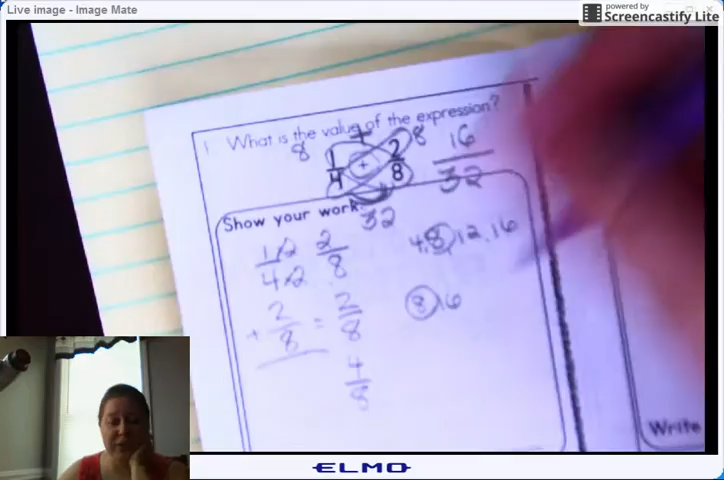 Live image - Image Mate
powered by
Screencastify Lite
1. What is the value of the expression?
8 + 8
1/4 + 2/8
16/32
32
Show your work.
1×2/4×2 2/8
4, 8, 12, 16
+ 2/8 = 2/8
8, 16
4/8
Write
ELMO